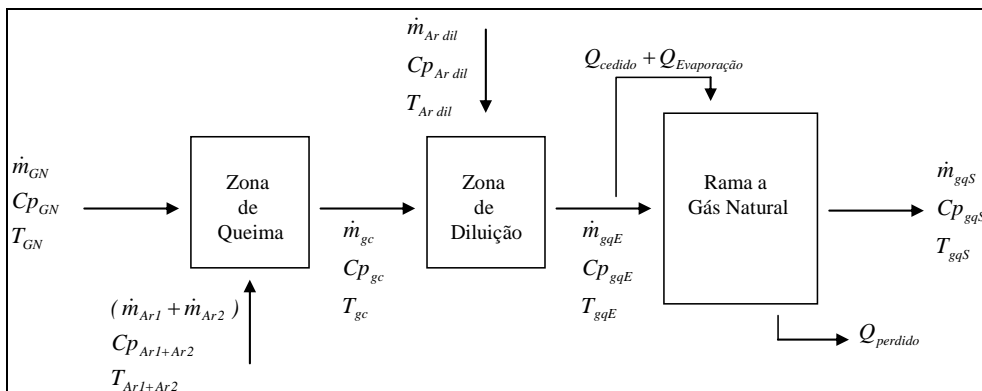 ṁ_GN
Cp_GN
T_GN
Zona
de
Queima
(ṁ_Ar1 + ṁ_Ar2)
Cp_Ar1+Ar2
T_Ar1+Ar2
ṁ_gc
Cp_gc
T_gc
ṁ_Ar dil
Cp_Ar dil
T_Ar dil
Zona
de
Diluição
Q_cedido + Q_Evaporação
ṁ_gqE
Cp_gqE
T_gqE
Rama a
Gás Natural
ṁ_gqS
Cp_gqS
T_gqS
Q_perdido